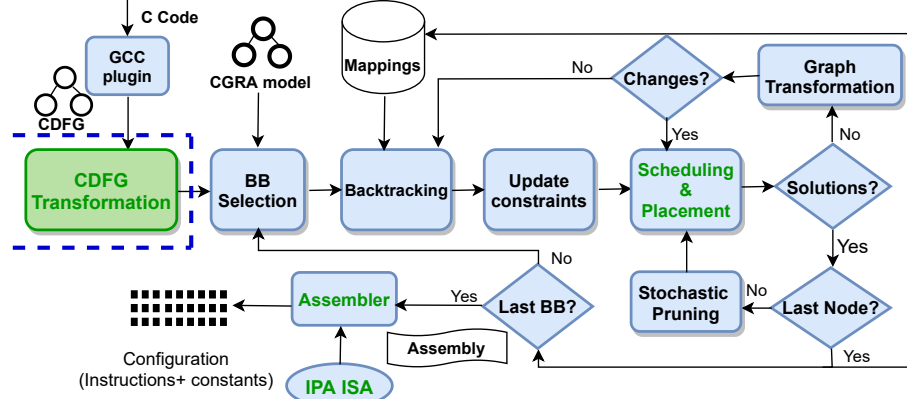 C Code
GCC
plugin
CDFG
CGRA model
Mappings
No
Changes?
Graph
Transformation
Yes
No
CDFG
Transformation
BB
Selection
Backtracking
Update
constraints
Scheduling
&
Placement
Solutions?
Yes
No
Assembler
Yes
Last BB?
Stochastic
Pruning
No
Last Node?
Assembly
Yes
Configuration
(Instructions+ constants)
IPA ISA